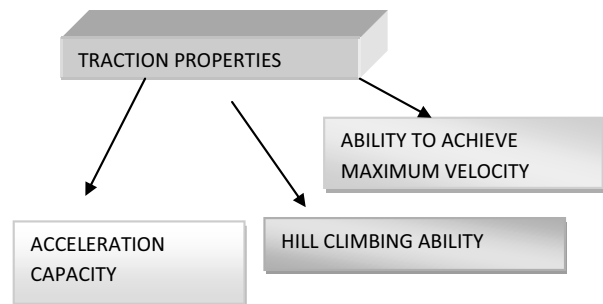 TRACTION PROPERTIES
ABILITY TO ACHIEVE
MAXIMUM VELOCITY
ACCELERATION
CAPACITY
HILL CLIMBING ABILITY